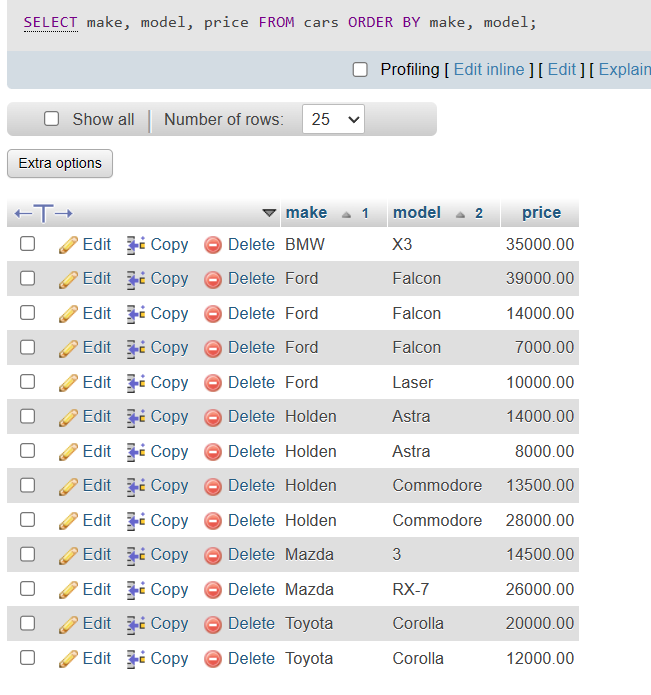 SELECT make, model, price FROM cars ORDER BY make, model;
Profiling [ Edit inline ] [ Edit ] [ Explain
Show all | Number of rows: 25
Extra options
make 1 model 2 price
Edit Copy Delete BMW X3 35000.00
Edit Copy Delete Ford Falcon 39000.00
Edit Copy Delete Ford Falcon 14000.00
Edit Copy Delete Ford Falcon 7000.00
Edit Copy Delete Ford Laser 10000.00
Edit Copy Delete Holden Astra 14000.00
Edit Copy Delete Holden Astra 8000.00
Edit Copy Delete Holden Commodore 13500.00
Edit Copy Delete Holden Commodore 28000.00
Edit Copy Delete Mazda 3 14500.00
Edit Copy Delete Mazda RX-7 26000.00
Edit Copy Delete Toyota Corolla 20000.00
Edit Copy Delete Toyota Corolla 12000.00